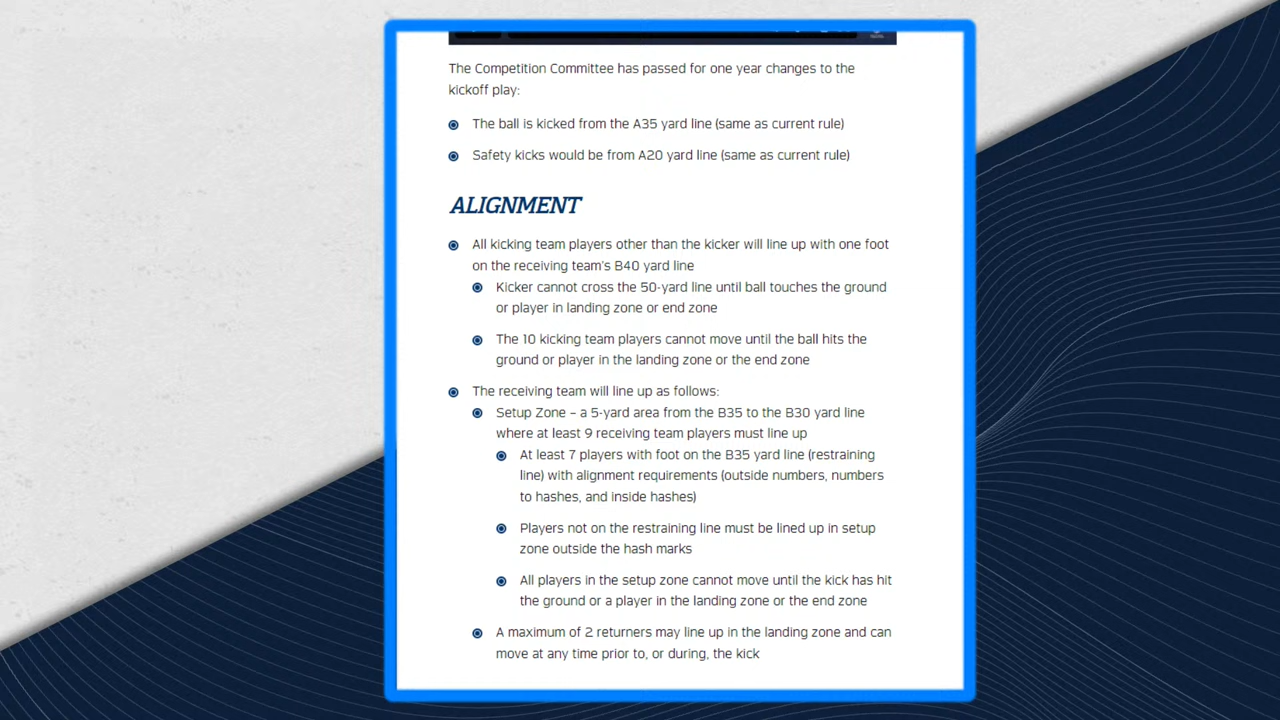 The Competition Committee has passed for one year changes to the
kickoff play:
The ball is kicked from the A35 yard line (same as current rule)
Safety kicks would be from A20 yard line (same as current rule)
ALIGNMENT
All kicking team players other than the kicker will line up with one foot
on the receiving team's B40 yard line
Kicker cannot cross the 50-yard line until ball touches the ground
or player in landing zone or end zone
The 10 kicking team players cannot move until the ball hits the
ground or player in the landing zone or the end zone
The receiving team will line up as follows:
Setup Zone – a 5-yard area from the B35 to the B30 yard line
where at least 9 receiving team players must line up
At least 7 players with foot on the B35 yard line (restraining
line) with alignment requirements (outside numbers, numbers
to hashes, and inside hashes)
Players not on the restraining line must be lined up in setup
zone outside the hash marks
All players in the setup zone cannot move until the kick has hit
the ground or a player in the landing zone or the end zone
A maximum of 2 returners may line up in the landing zone and can
move at any time prior to, or during, the kick